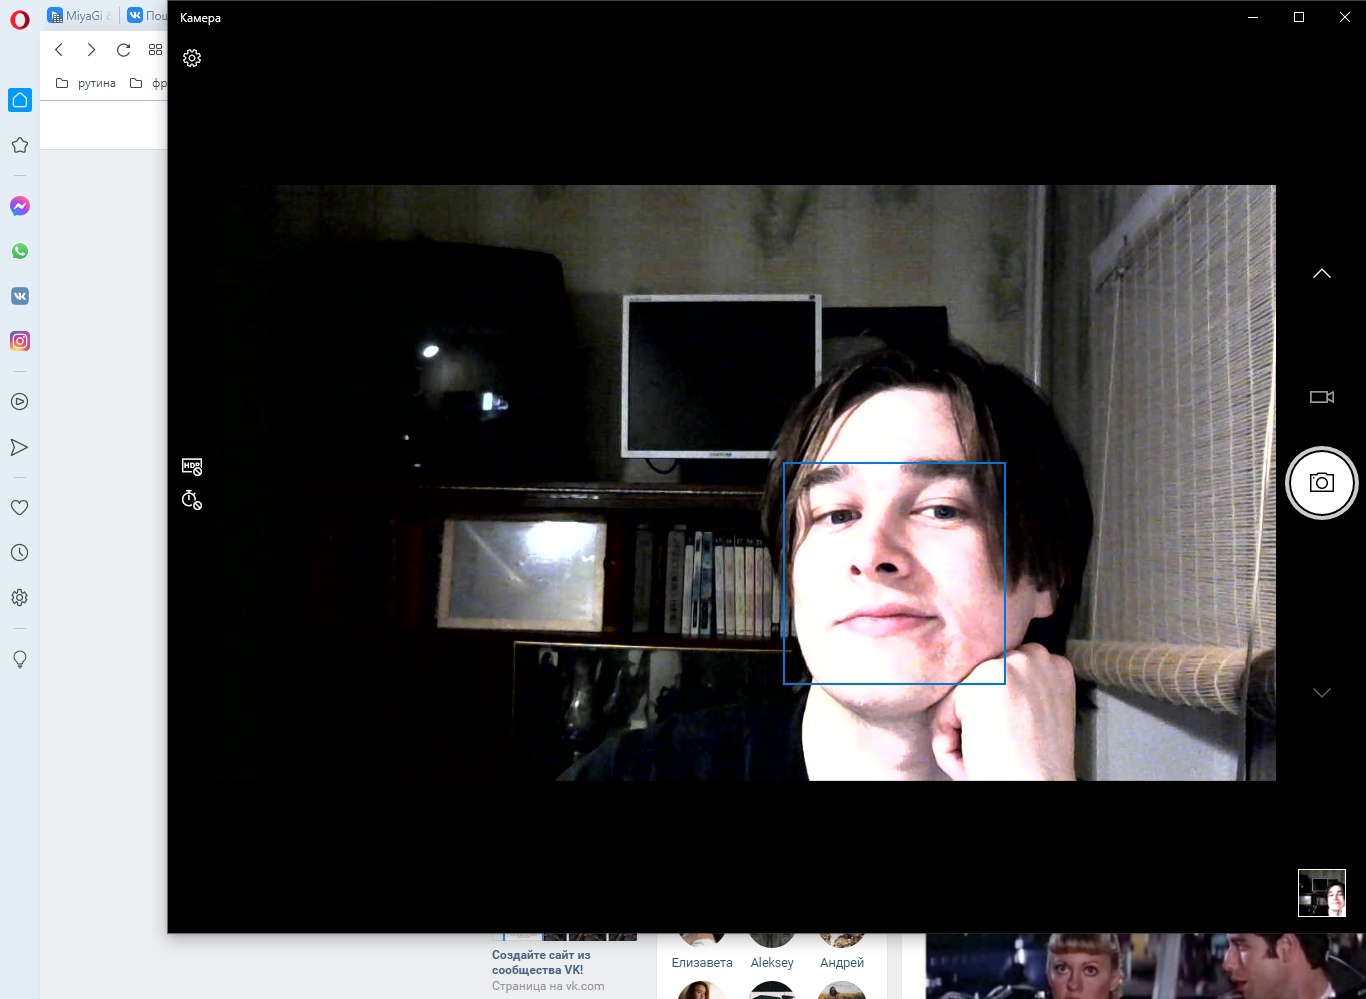 MiyaGi &
Пош
Камера
рутина
фр
HDR
Создайте сайт из
сообщества VK!
Страница на vk.com
Елизавета
Aleksey
Андрей